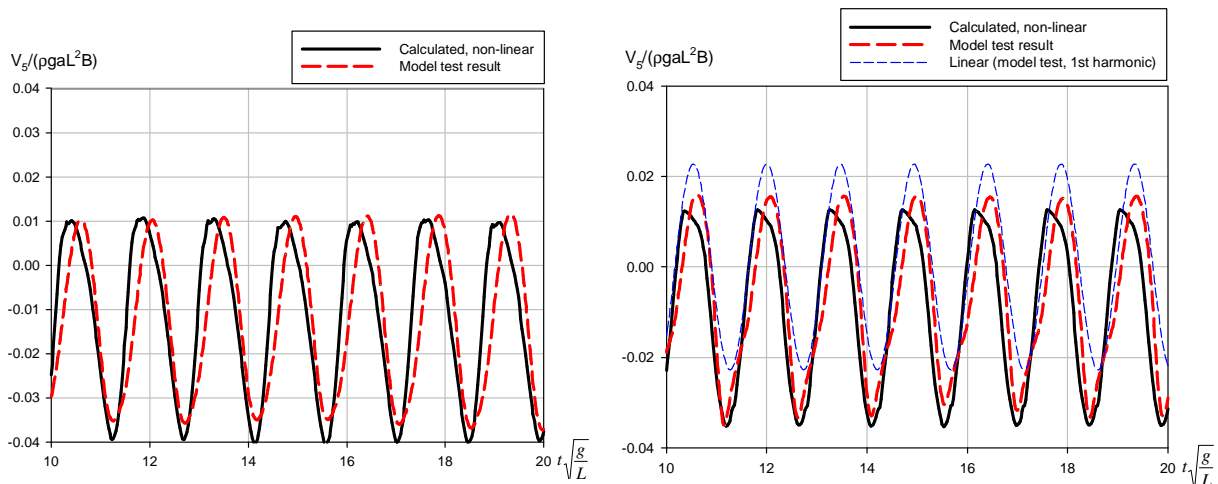 Calculated, non-linear
Model test result
V5/(ρgaL²B)
0.04
0.03
0.02
0.01
0.00
-0.01
-0.02
-0.03
-0.04
10
12
14
16
18
20
t√(g/L)
Calculated, non-linear
Model test result
Linear (model test, 1st harmonic)
V5/(ρgaL²B)
0.04
0.02
0.00
-0.02
-0.04
10
12
14
16
18
20
t√(g/L)